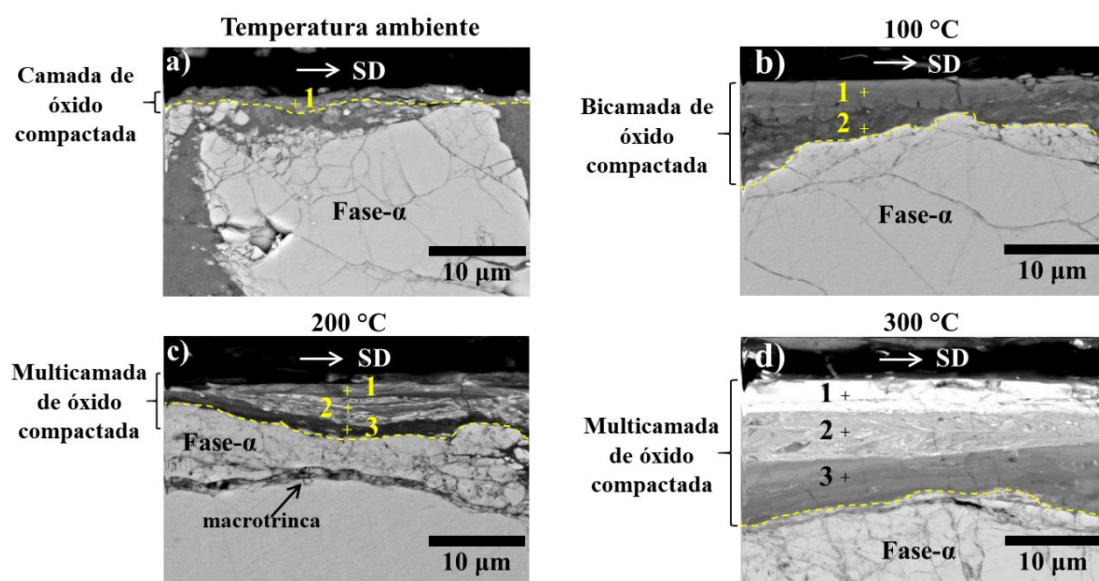 Temperatura ambiente
a)
SD
Camada de
óxido
compactada
1
Fase-α
10 µm
100 °C
b)
SD
Bicamada de
óxido
compactada
1
2
Fase-α
10 µm
200 °C
c)
SD
Multicamada
de óxido
compactada
1
2
3
Fase-α
macrotrinca
10 µm
300 °C
d)
SD
Multicamada
de óxido
compactada
1
2
3
Fase-α
10 µm